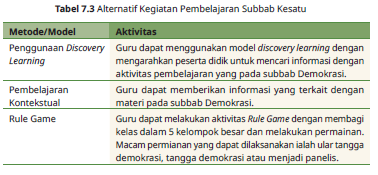 Tabel 7.3 Alternatif Kegiatan Pembelajaran Subbab Kesatu
Metode/Model Aktivitas
Penggunaan Discovery Guru dapat menggunakan model discovery learning dengan
Learning mengarahkan peserta didik untuk mencari informasi dengan
aktivitas pembelajaran yang pada subbab Demokrasi.
Pembelajaran Guru dapat memberikan informasi yang terkait dengan
Kontekstual materi pada subbab Demokrasi.
Rule Game Guru dapat melakukan aktivitas Rule Game dengan membagi
kelas dalam 5 kelompok besar dan melakukan permainan.
Macam permianan yang dapat dilaksanakan ialah ular tangga
demokrasi, tangga demokrasi atau menjadi panelis.